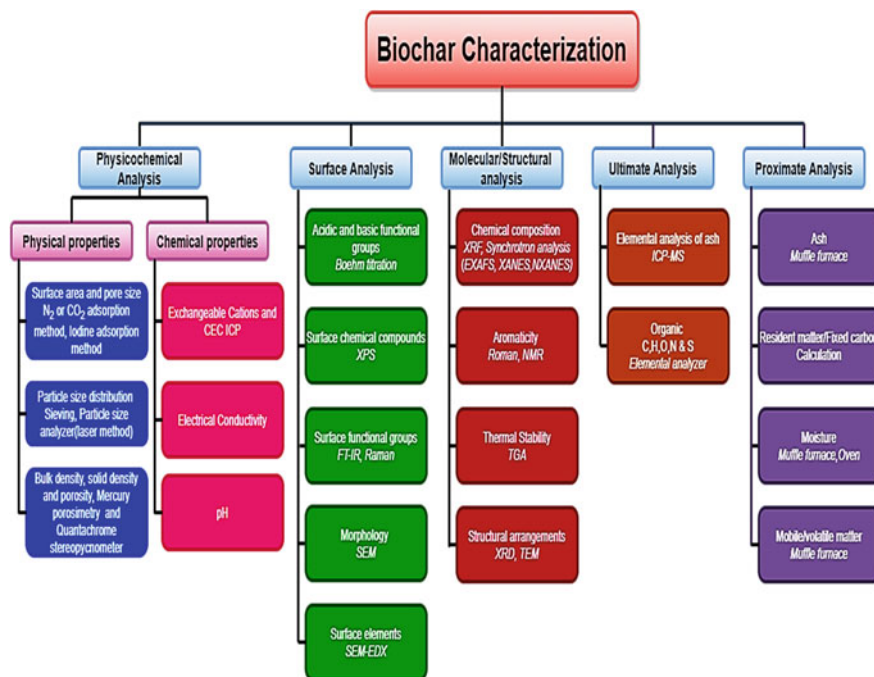 Biochar Characterization
Physicochemical
Analysis
Surface Analysis
Molecular/Structural
analysis
Ultimate Analysis
Proximate Analysis
Physical properties
Chemical properties
Surface area and pore size
N2 or CO2 adsorption
method, Iodine adsorption
method
Particle size distribution
Sieving, Particle size
analyzer(laser method)
Bulk density, solid density
and porosity, Mercury
porosimetry and
Quantachrome
stereopycnometer
Exchangeable Cations and
CEC ICP
Electrical Conductivity
pH
Acidic and basic functional
groups
Boehm titration
Surface chemical compounds
XPS
Surface functional groups
FT-IR, Raman
Morphology
SEM
Surface elements
SEM-EDX
Chemical composition
XRF, Synchrotron analysis
(EXAFS, XANES,NXANES)
Aromaticity
Roman, NMR
Thermal Stability
TGA
Structural arrangements
XRD, TEM
Elemental analysis of ash
ICP-MS
Organic
C,H,O,N & S
Elemental analyzer
Ash
Muffle furnace
Resident matter/Fixed carbon
Calculation
Moisture
Muffle furnace,Oven
Mobile/volatile matter
Muffle furnace